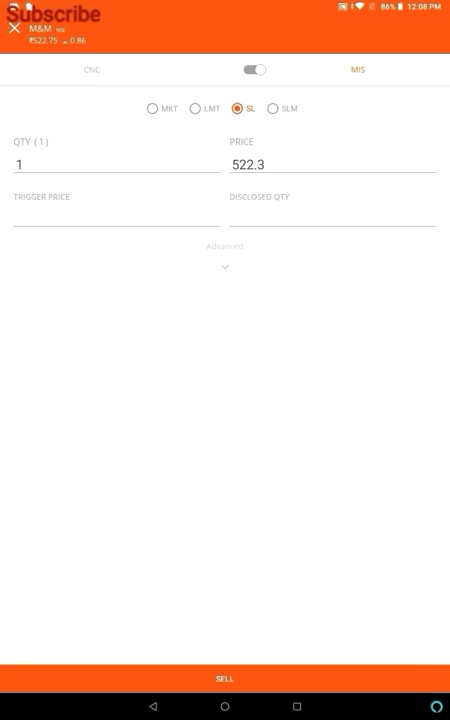 Subscribe
86% 12:08 PM
M&M NSE
₹522.75 ▲ 0.86
CNC MIS
MKT LMT SL SLM
QTY ( 1 ) PRICE
1 522.3
TRIGGER PRICE DISCLOSED QTY
Advanced
SELL